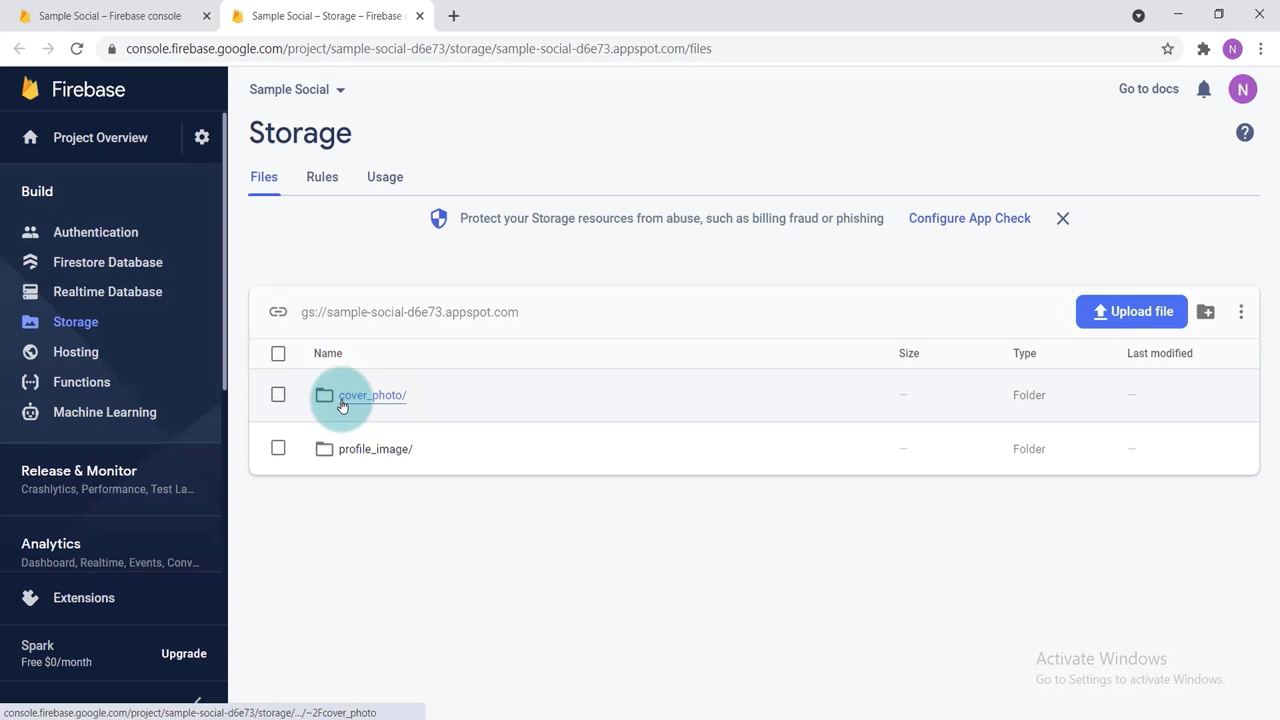 Sample Social – Firebase console
Sample Social – Storage – Firebase c
console.firebase.google.com/project/sample-social-d6e73/storage/sample-social-d6e73.appspot.com/files
N
Firebase
Sample Social
Go to docs
N
Project Overview
Storage
?
Files Rules Usage
Build
Protect your Storage resources from abuse, such as billing fraud or phishing Configure App Check
Authentication
Firestore Database
Realtime Database
Storage
Hosting
Functions
Machine Learning
gs://sample-social-d6e73.appspot.com
Upload file
Name Size Type Last modified
cover_photo/ — Folder —
profile_image/ — Folder —
Release & Monitor
Crashlytics, Performance, Test La...
Analytics
Dashboard, Realtime, Events, Conv...
Extensions
Spark
Free $0/month
Upgrade
Activate Windows
Go to Settings to activate Windows.
console.firebase.google.com/project/sample-social-d6e73/storage/.../~2Fcover_photo